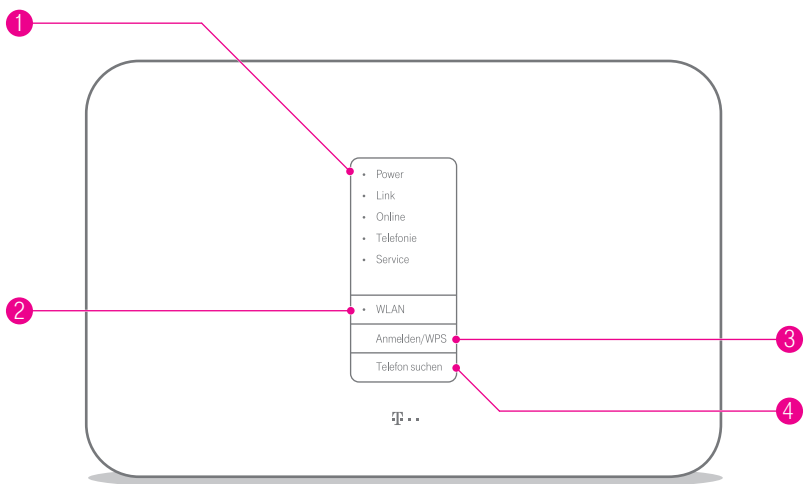 1
• Power
• Link
• Online
• Telefonie
• Service
2
• WLAN
Anmelden/WPS
3
Telefon suchen
4
T··